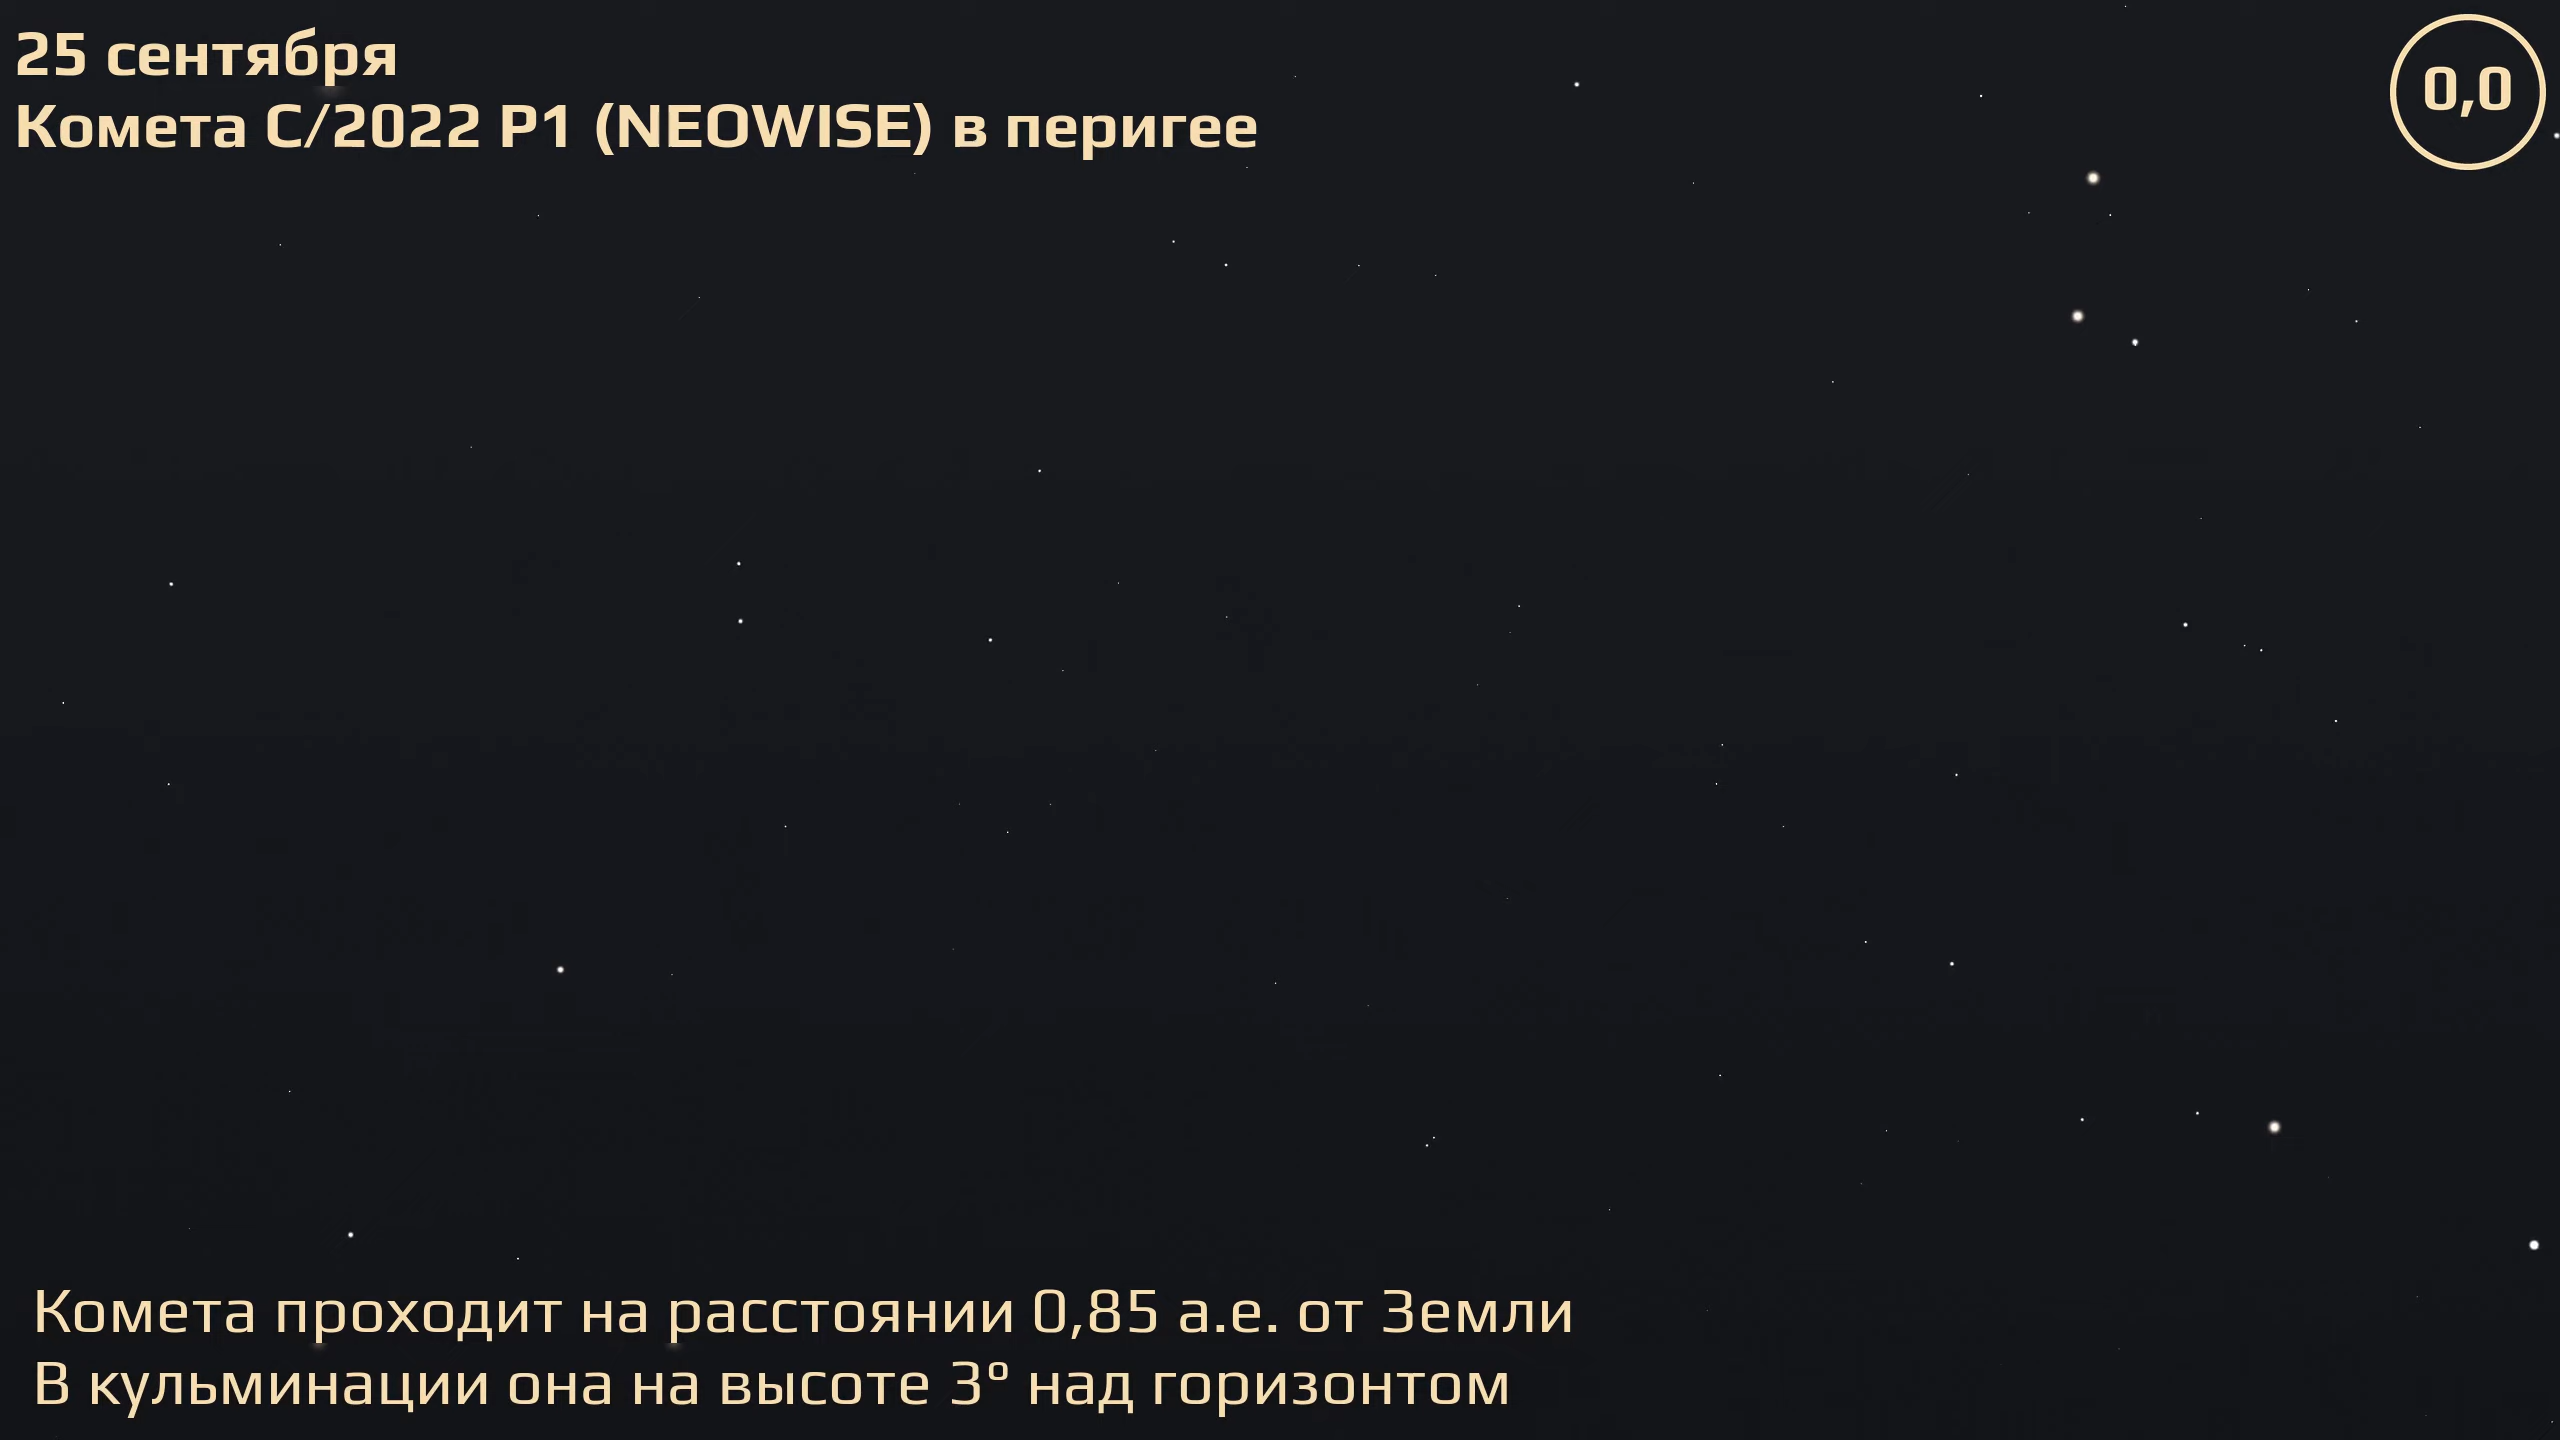 25 сентября
Комета C/2022 P1 (NEOWISE) в перигее
0,0
Комета проходит на расстоянии 0,85 а.е. от Земли
В кульминации она на высоте 3° над горизонтом